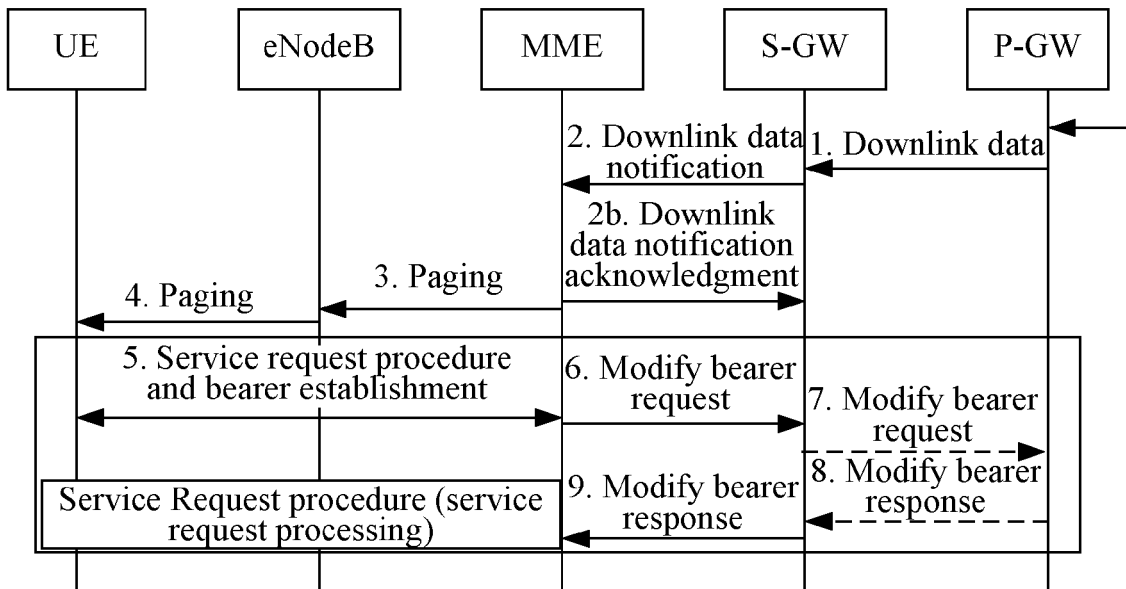 UE
eNodeB
MME
S-GW
P-GW
1. Downlink data
2. Downlink data
notification
2b. Downlink
data notification
acknowledgment
3. Paging
4. Paging
5. Service request procedure
and bearer establishment
6. Modify bearer
request
7. Modify bearer
request
8. Modify bearer
response
9. Modify bearer
response
Service Request procedure (service
request processing)